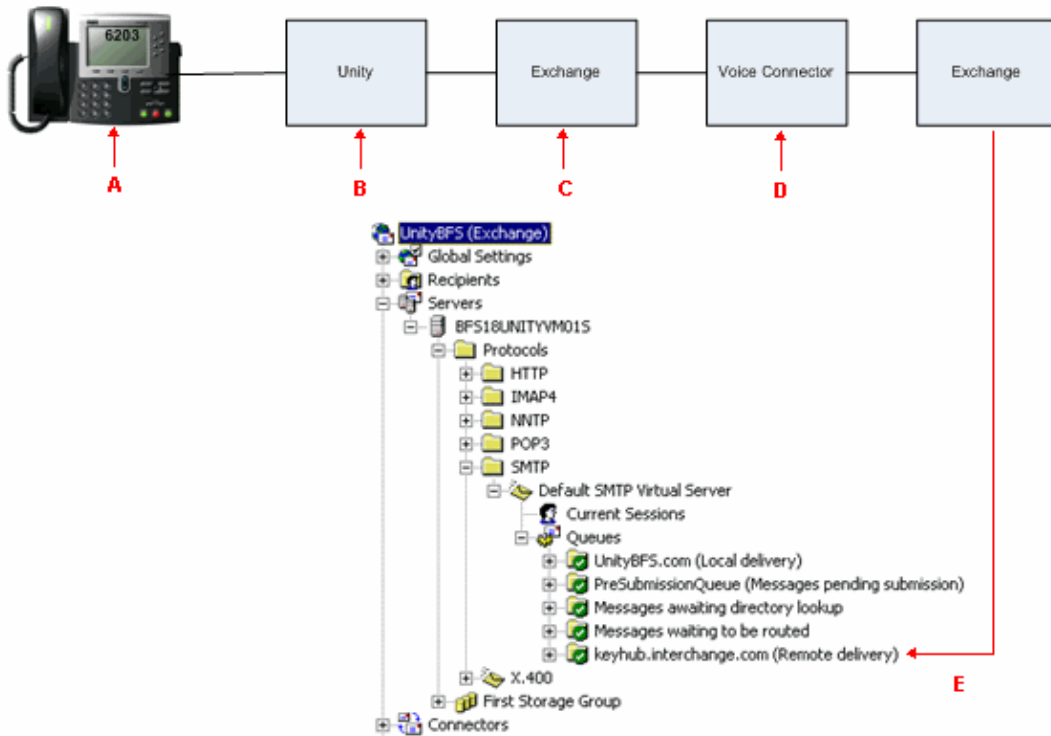 6203
Unity
Exchange
Voice Connector
Exchange
A
B
C
D
UnityBFS (Exchange)
Global Settings
Recipients
Servers
BFS18UNITYVM01S
Protocols
HTTP
IMAP4
NNTP
POP3
SMTP
Default SMTP Virtual Server
Current Sessions
Queues
UnityBFS.com (Local delivery)
PreSubmissionQueue (Messages pending submission)
Messages awaiting directory lookup
Messages waiting to be routed
keyhub.interchange.com (Remote delivery)
E
X.400
First Storage Group
Connectors